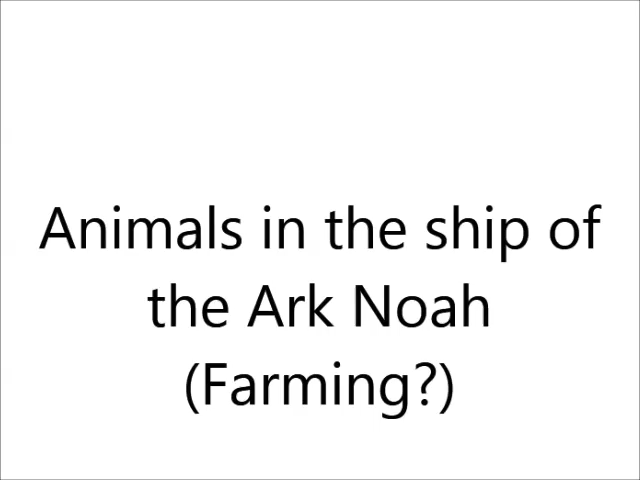 Animals in the ship of
the Ark Noah
(Farming?)